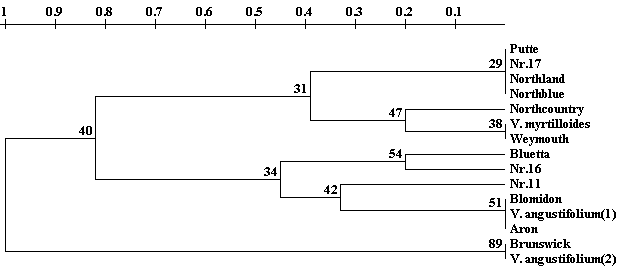 1 0.9 0.8 0.7 0.6 0.5 0.4 0.3 0.2 0.1
Putte
29 Nr.17
Northland
31 Northblue
47 Northcountry
38 V. myrtilloides
40 Weymouth
54 Bluetta
34 Nr.16
42 Nr.11
51 Blomidon
V. angustifolium(1)
Aron
89 Brunswick
V. angustifolium(2)